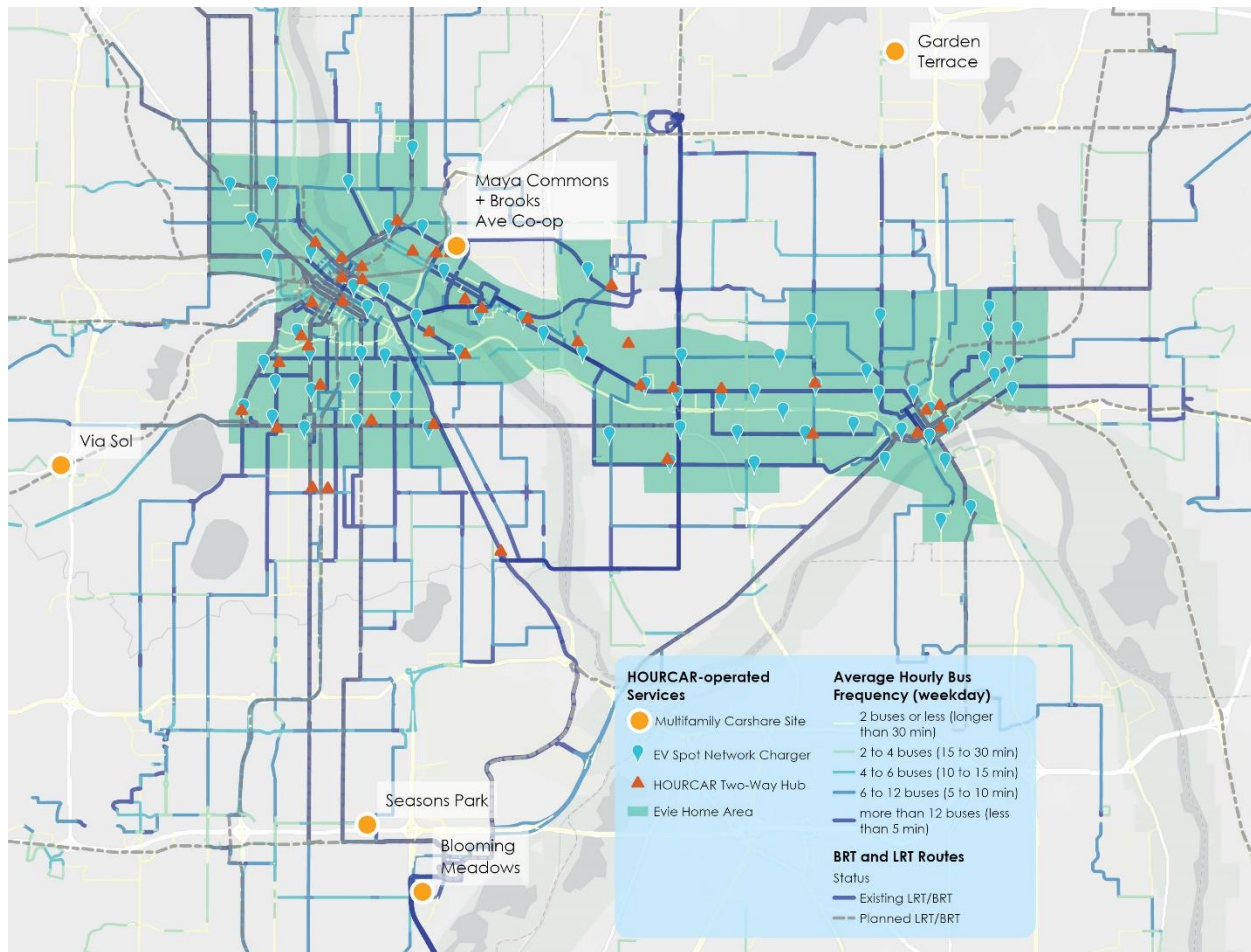 Garden
Terrace
Maya Commons
+ Brooks
Ave Co-op
Via Sol
Seasons Park
Blooming
Meadows
HOURCAR-operated
Services
Multifamily Carshare Site
EV Spot Network Charger
HOURCAR Two-Way Hub
Evie Home Area
Average Hourly Bus
Frequency (weekday)
2 buses or less (longer
than 30 min)
2 to 4 buses (15 to 30 min)
4 to 6 buses (10 to 15 min)
6 to 12 buses (5 to 10 min)
more than 12 buses (less
than 5 min)
BRT and LRT Routes
Status
Existing LRT/BRT
Planned LRT/BRT